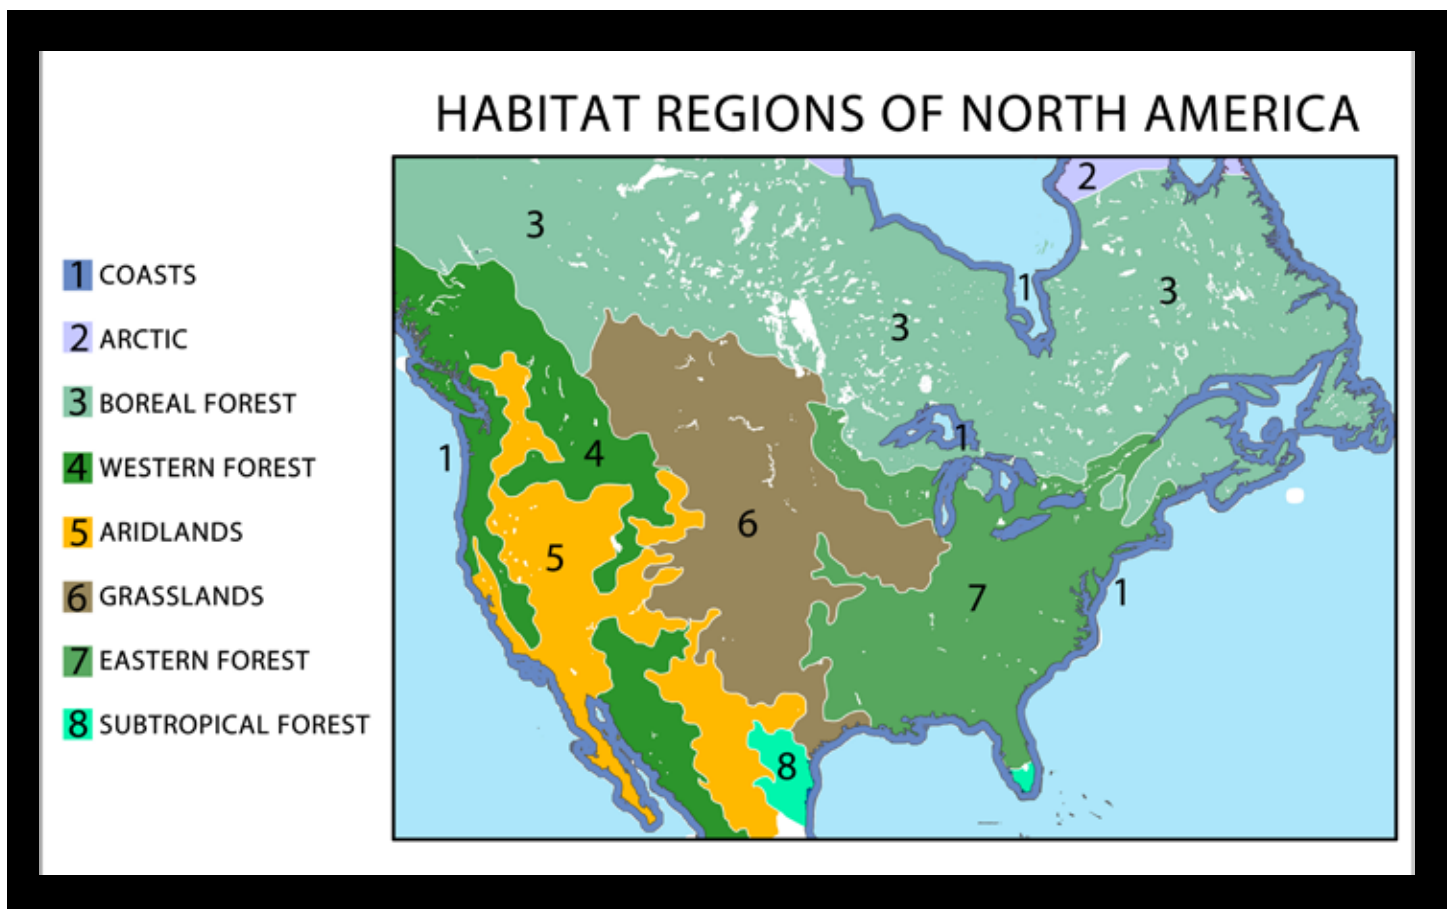 HABITAT REGIONS OF NORTH AMERICA
1 COASTS
2 ARCTIC
3 BOREAL FOREST
4 WESTERN FOREST
5 ARIDLANDS
6 GRASSLANDS
7 EASTERN FOREST
8 SUBTROPICAL FOREST
2
3
1
3
3
1
4
1
6
5
7
1
8